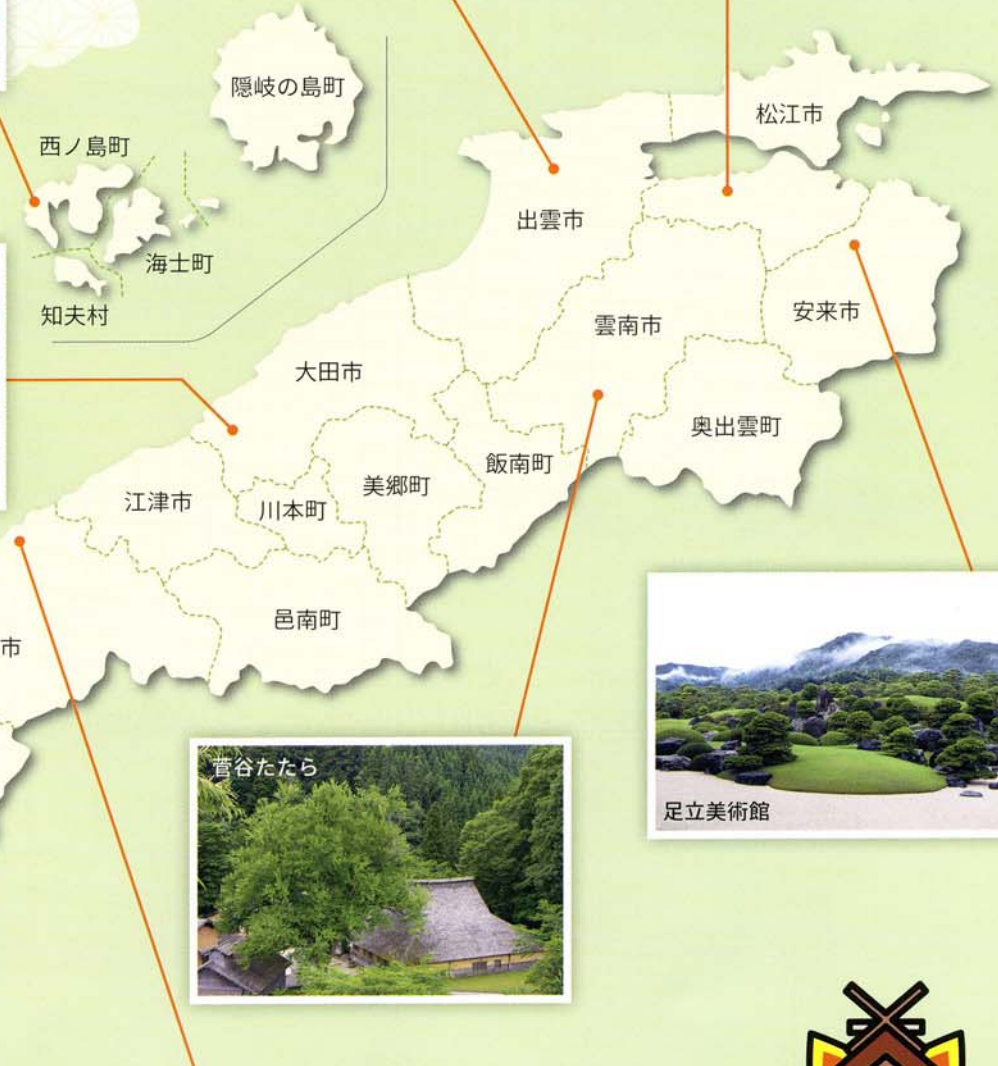 隠岐の島町
松江市
西ノ島町
出雲市
海士町
知夫村
安来市
雲南市
大田市
奥出雲町
飯南町
美郷町
江津市
川本町
邑南町
市
菅谷たたら
足立美術館